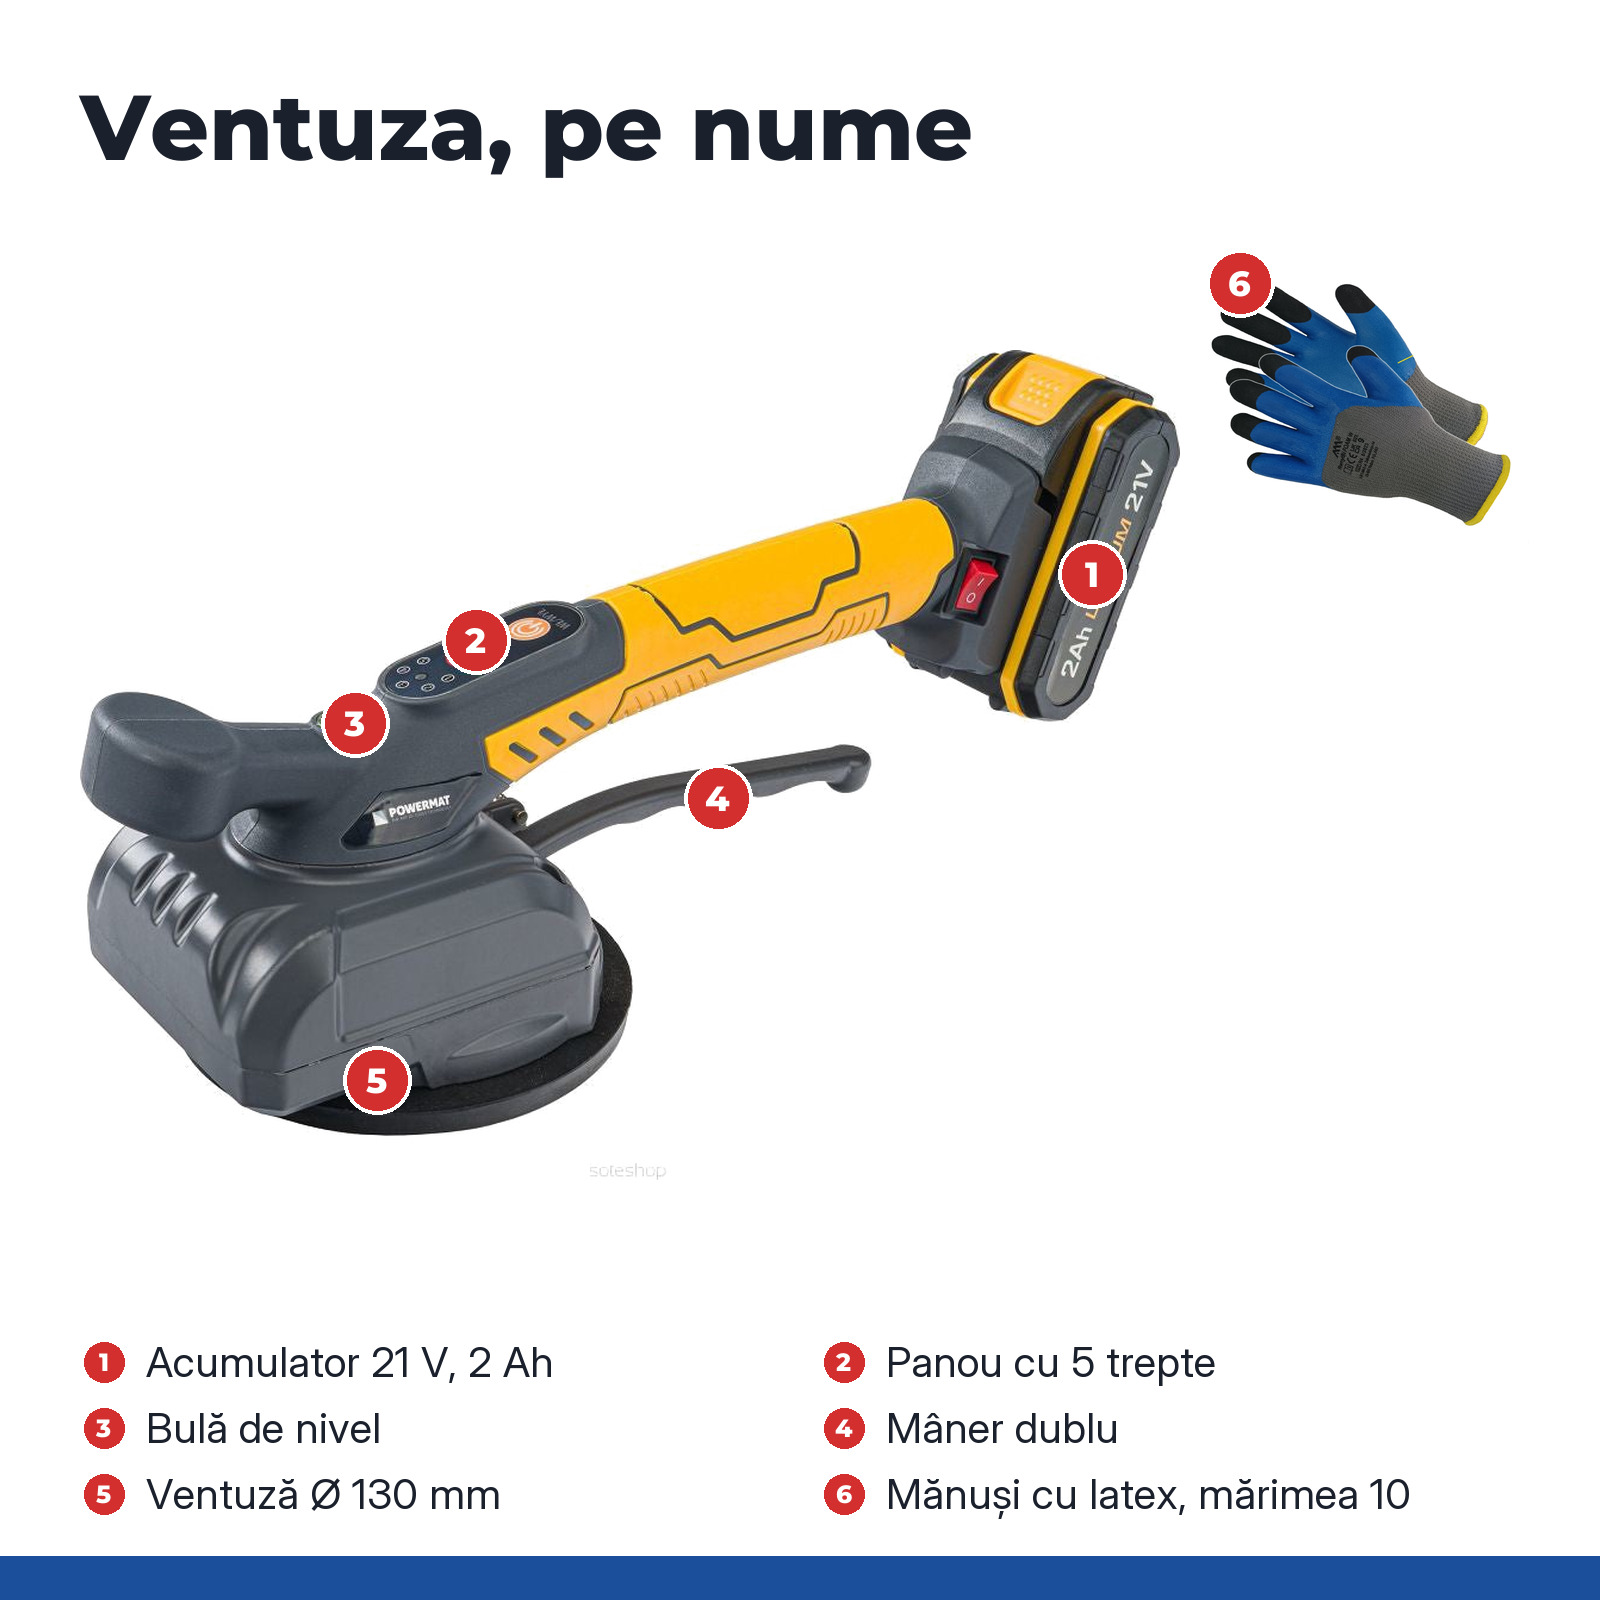 Ventuza, pe nume
6
21V
1
2Ah
2
3
4
POWERMAT
5
soteshop
1 Acumulator 21 V, 2 Ah
2 Panou cu 5 trepte
3 Bulă de nivel
4 Mâner dublu
5 Ventuză Ø 130 mm
6 Mănuși cu latex, mărimea 10